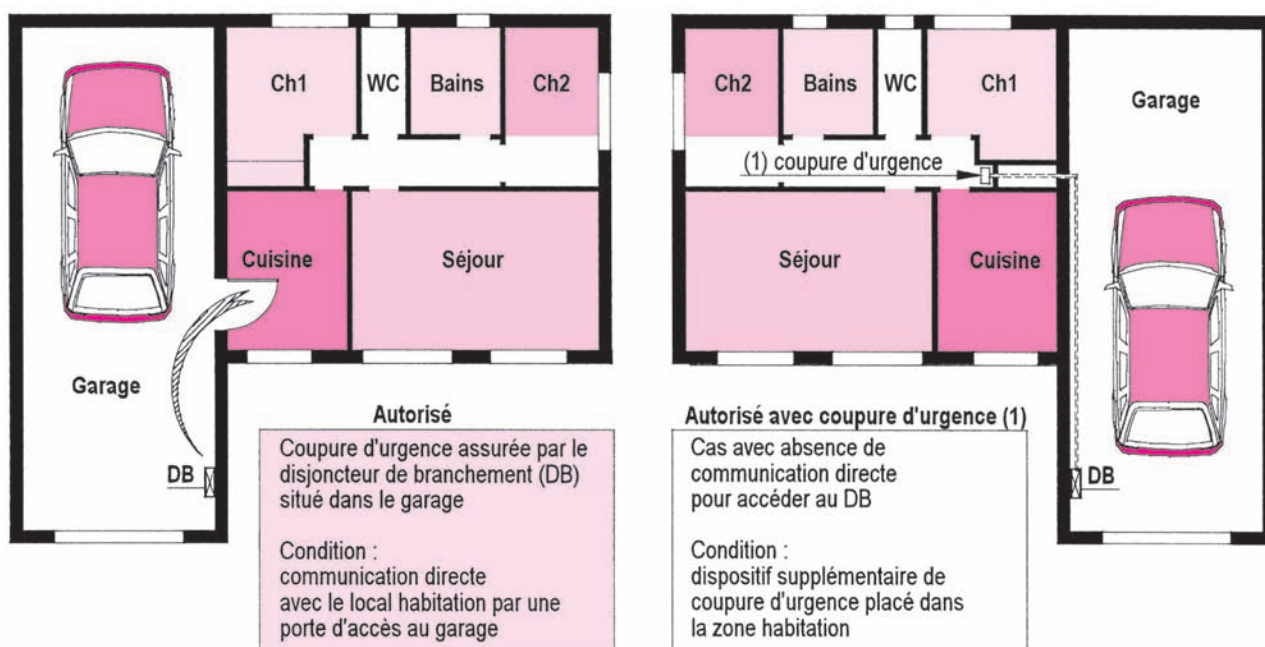 Ch1
WC
Bains
Ch2
Cuisine
Séjour
Garage
DB
Autorisé
Coupure d'urgence assurée par le
disjoncteur de branchement (DB)
situé dans le garage
Condition :
communication directe
avec le local habitation par une
porte d'accès au garage
Ch2
Bains
WC
Ch1
Garage
(1) coupure d'urgence
Séjour
Cuisine
DB
Autorisé avec coupure d'urgence (1)
Cas avec absence de
communication directe
pour accéder au DB
Condition :
dispositif supplémentaire de
coupure d'urgence placé dans
la zone habitation